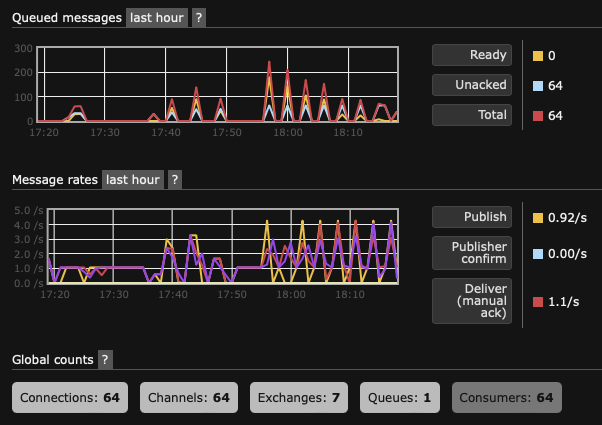 Queued messages last hour ?
300
200
100
0
17:20 17:30 17:40 17:50 18:00 18:10
Ready 0
Unacked 64
Total 64
Message rates last hour ?
5.0 /s
4.0 /s
3.0 /s
2.0 /s
1.0 /s
0.0 /s
17:20 17:30 17:40 17:50 18:00 18:10
Publish 0.92/s
Publisher
confirm 0.00/s
Deliver
(manual 1.1/s
ack)
Global counts ?
Connections: 64 Channels: 64 Exchanges: 7 Queues: 1 Consumers: 64